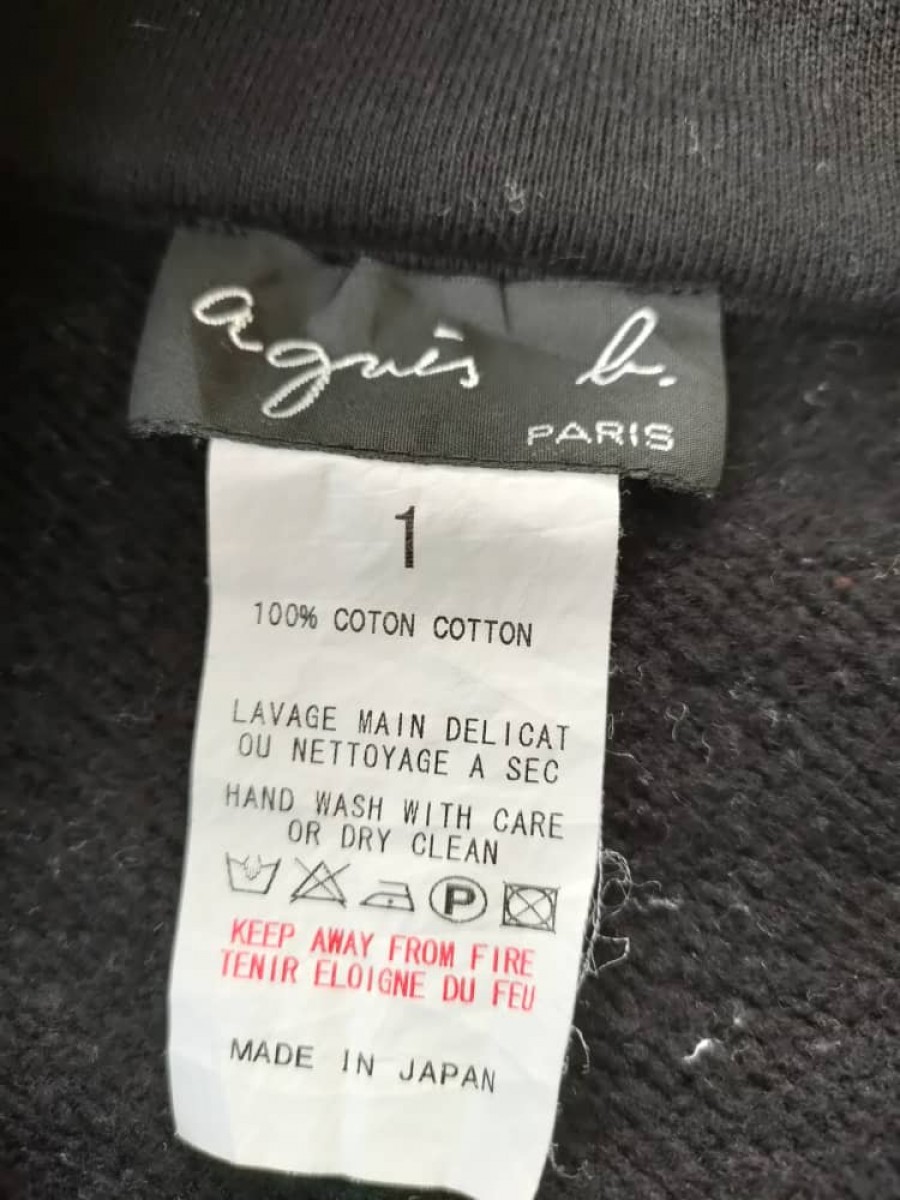 agnès b.
PARIS
1
100% COTON COTTON
LAVAGE MAIN DELICAT
OU NETTOYAGE A SEC
HAND WASH WITH CARE
OR DRY CLEAN
P
KEEP AWAY FROM FIRE
TENIR ELOIGNE DU FEU
MADE IN JAPAN